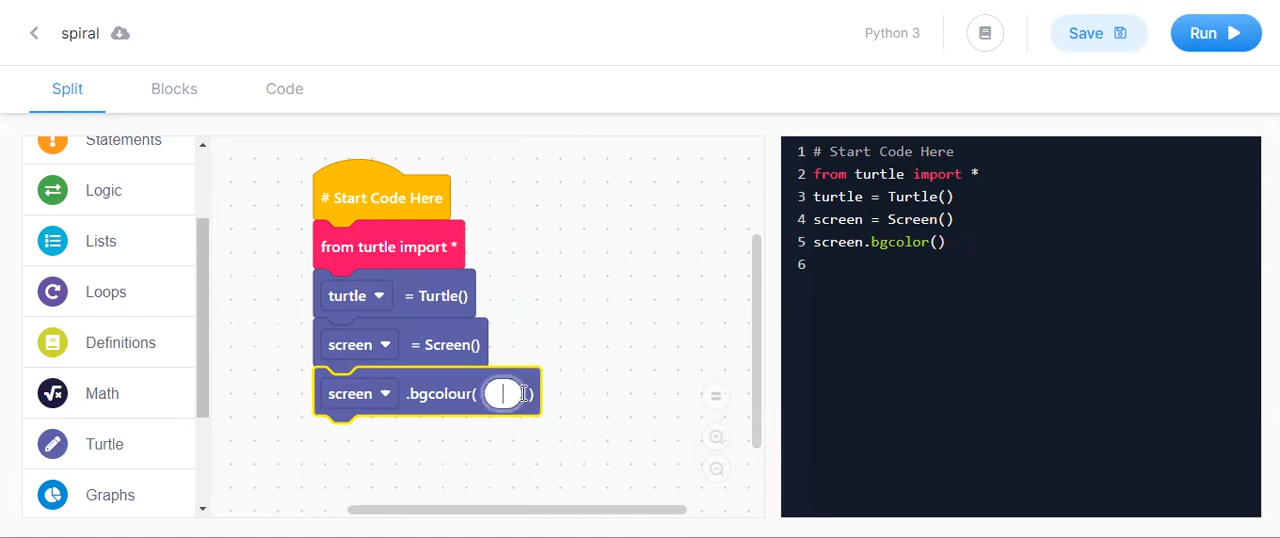 spiral
Python 3
Save
Run
Split
Blocks
Code
Statements
Logic
Lists
Loops
Definitions
Math
Turtle
Graphs
# Start Code Here
from turtle import *
turtle = Turtle()
screen = Screen()
screen .bgcolour( )
1 # Start Code Here
2 from turtle import *
3 turtle = Turtle()
4 screen = Screen()
5 screen.bgcolor()
6